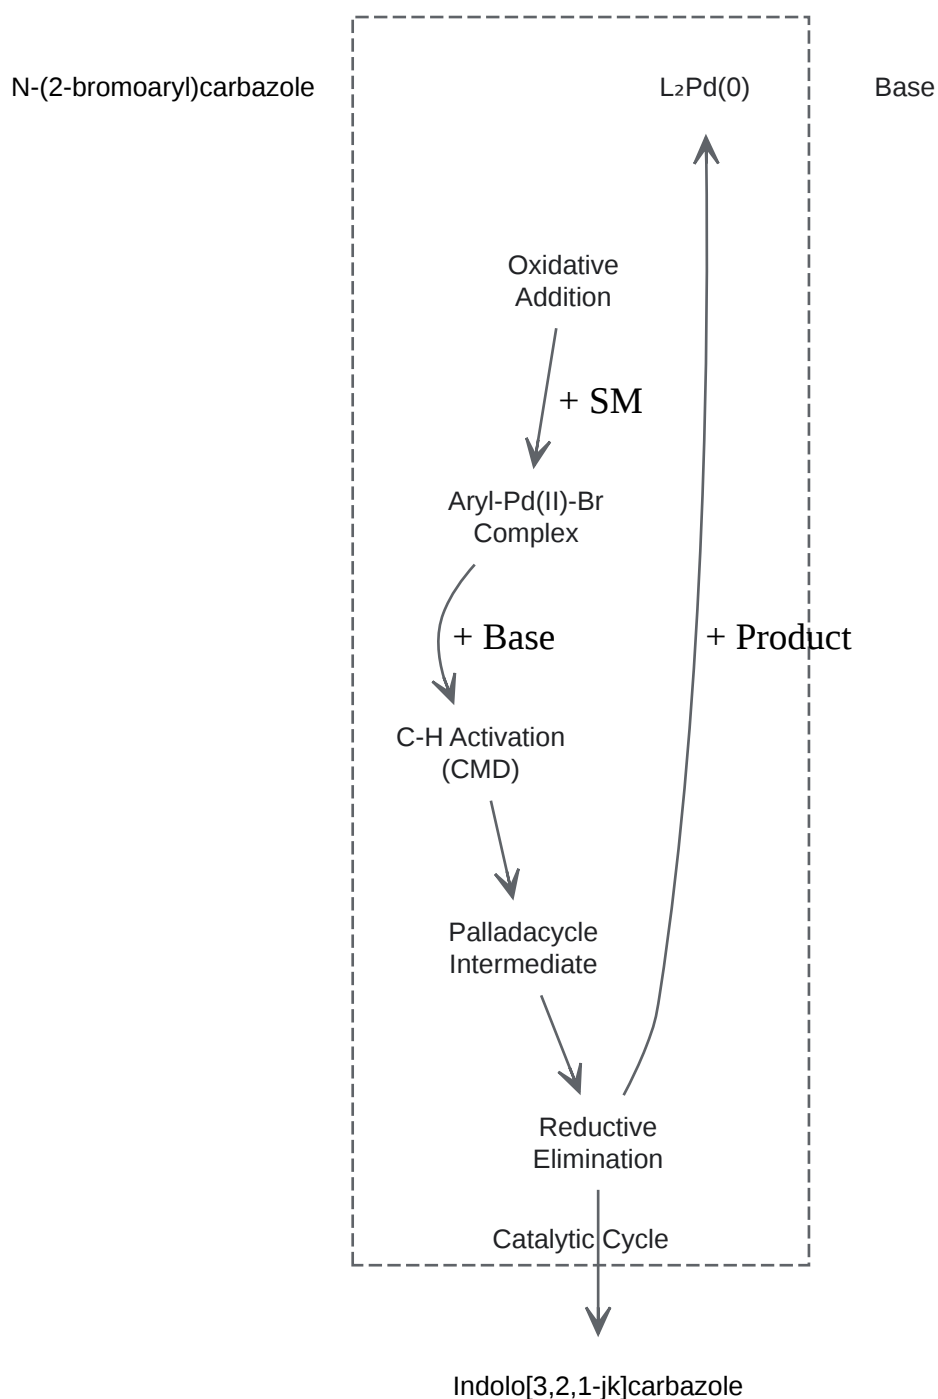 N-(2-bromoaryl)carbazole
L₂Pd(0)
Base
Oxidative
Addition
+ SM
Aryl-Pd(II)-Br
Complex
+ Base
+ Product
C-H Activation
(CMD)
Palladacycle
Intermediate
Reductive
Elimination
Catalytic Cycle
Indolo[3,2,1-jk]carbazole